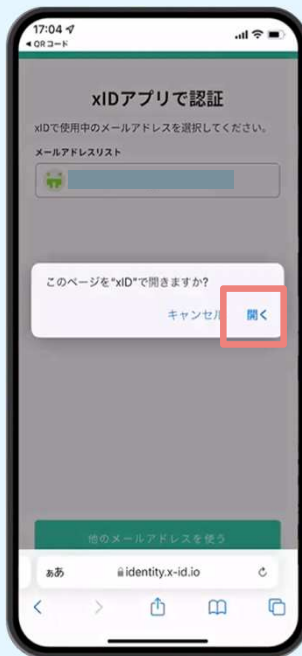 17:04
◀ QRコード
xIDアプリで認証
xIDで使用中のメールアドレスを選択してください。
メールアドレスリスト
このページを"xID"で開きますか?
キャンセル 開く
他のメールアドレスを使う
ぁあ identity.x-id.io